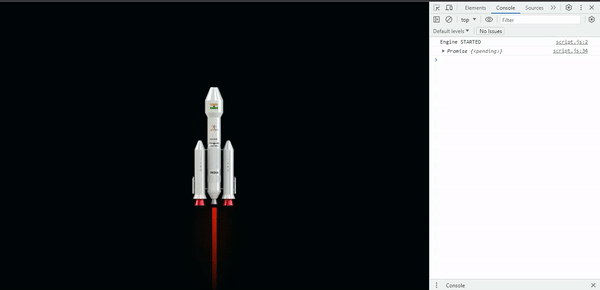 Elements
Console
Sources
»
top
Filter
Default levels
No Issues
Engine STARTED
script.js:2
Promise {<pending>}
script.js:34
Console